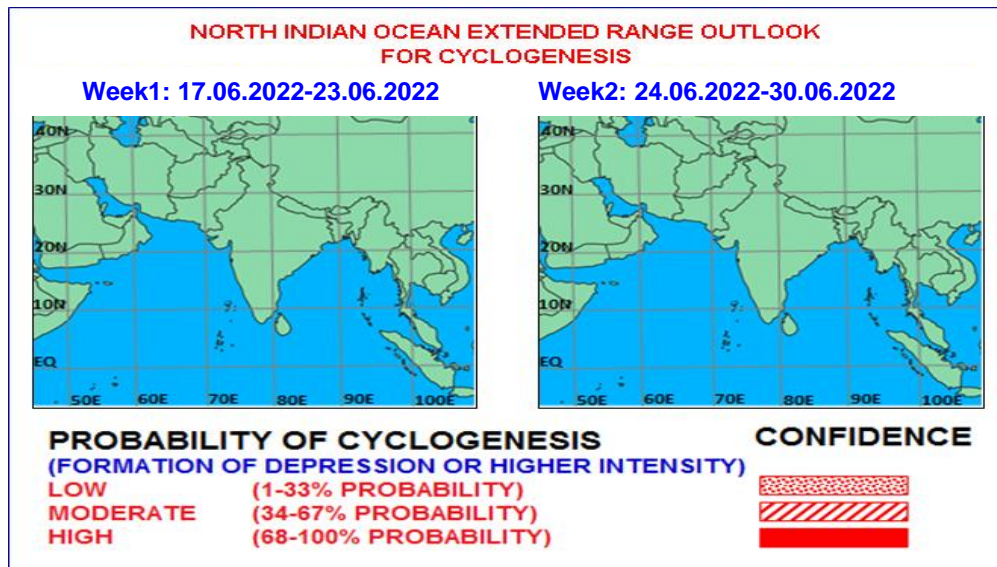 NORTH INDIAN OCEAN EXTENDED RANGE OUTLOOK
FOR CYCLOGENESIS
Week1: 17.06.2022-23.06.2022
Week2: 24.06.2022-30.06.2022
40N
30N
20N
10N
EQ
50E 60E 70E 80E 90E 100E
40N
30N
20N
10N
EQ
50E 60E 70E 80E 90E 100E
PROBABILITY OF CYCLOGENESIS
(FORMATION OF DEPRESSION OR HIGHER INTENSITY)
CONFIDENCE
LOW (1-33% PROBABILITY)
MODERATE (34-67% PROBABILITY)
HIGH (68-100% PROBABILITY)